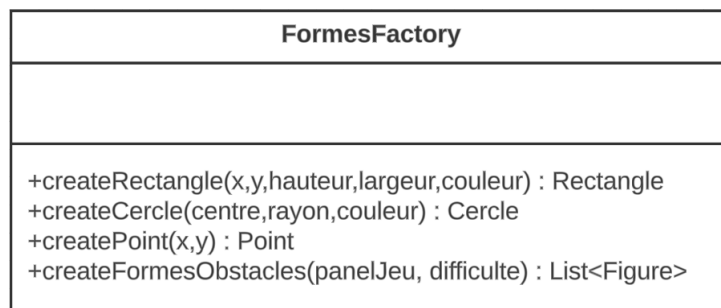 FormesFactory
+createRectangle(x,y,hauteur,largeur,couleur) : Rectangle
+createCercle(centre,rayon,couleur) : Cercle
+createPoint(x,y) : Point
+createFormesObstacles(panelJeu, difficulte) : List<Figure>